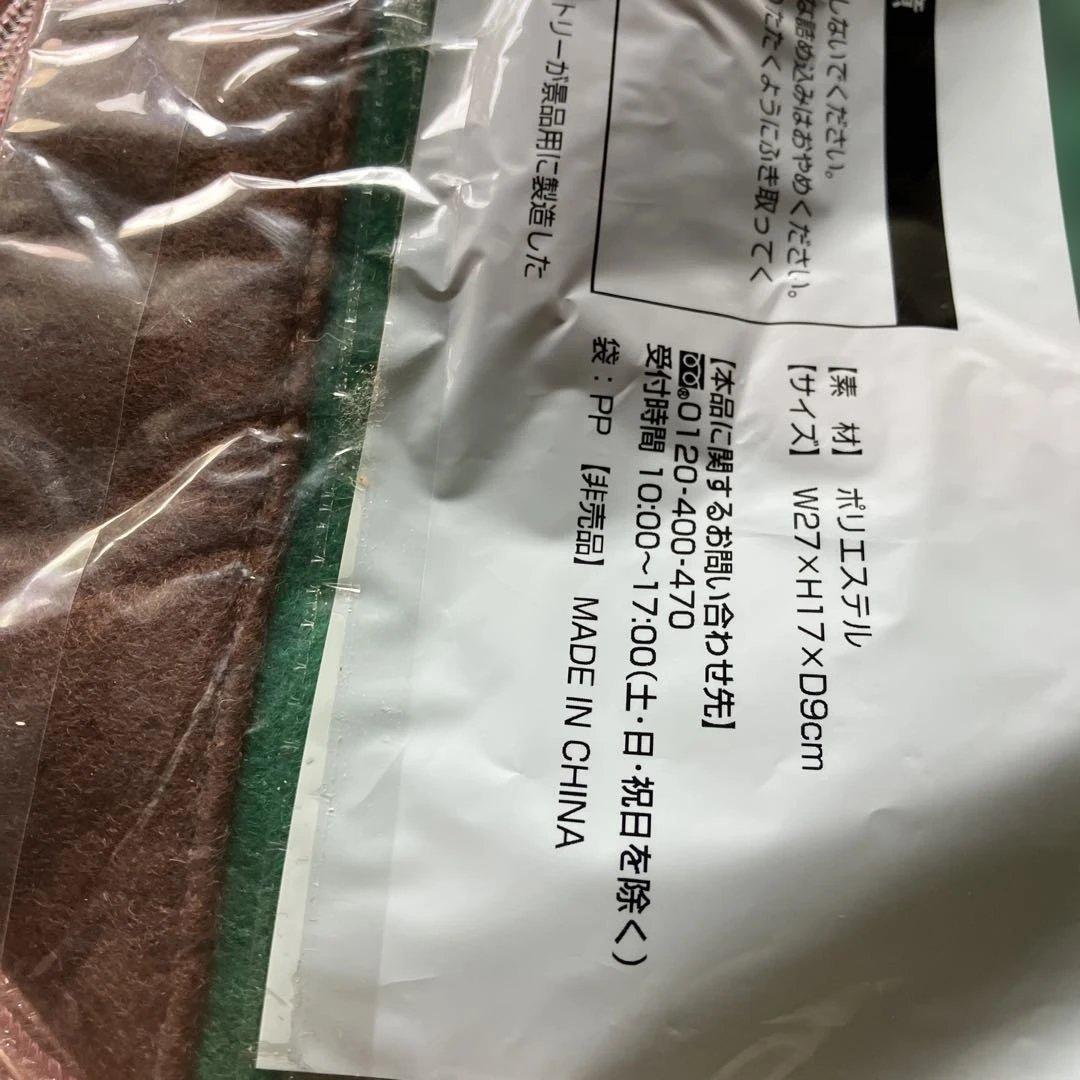 しないでください。
な詰め込みはおやめください。
たたくようにふき取ってく
【素 材】 ポリエステル
【サイズ】 W27×H17×D9cm
【本品に関するお問い合わせ先】
0120-400-470
受付時間 10:00〜17:00(土・日・祝日を除く)
袋:PP 【非売品】 MADE IN CHINA
トリーが景品用に製造した